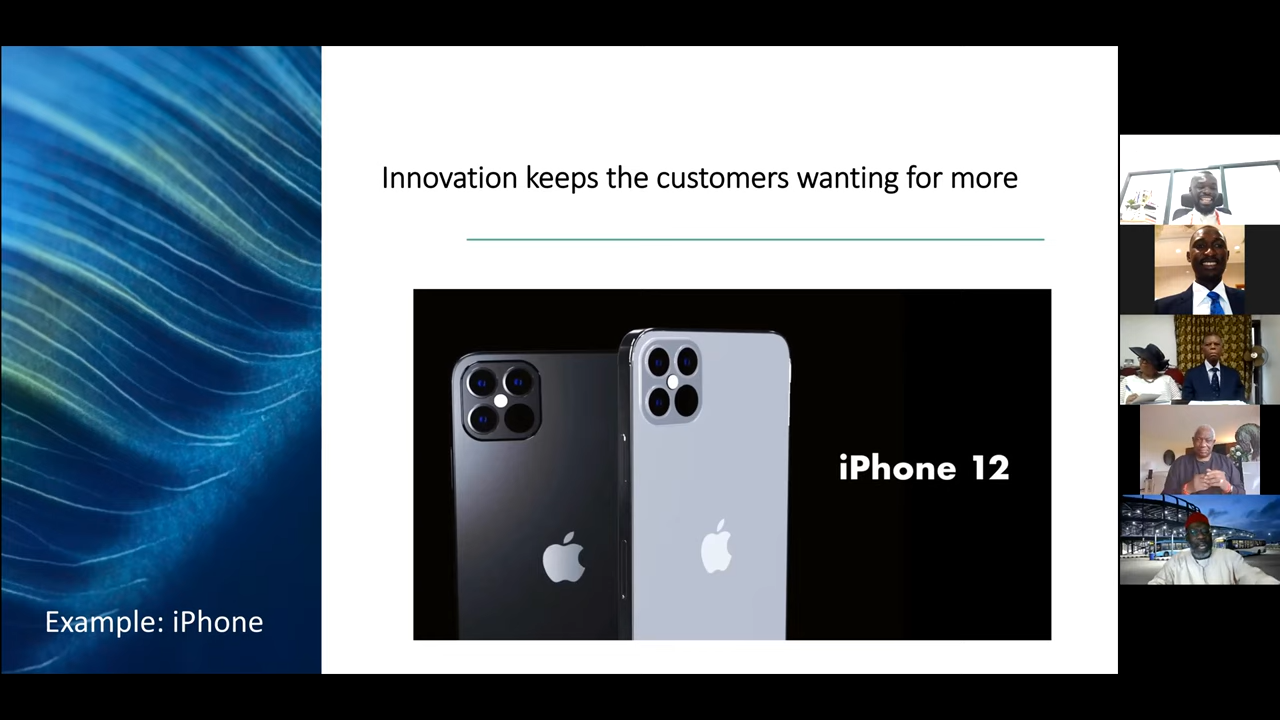 Innovation keeps the customers wanting for more
iPhone 12
Example: iPhone